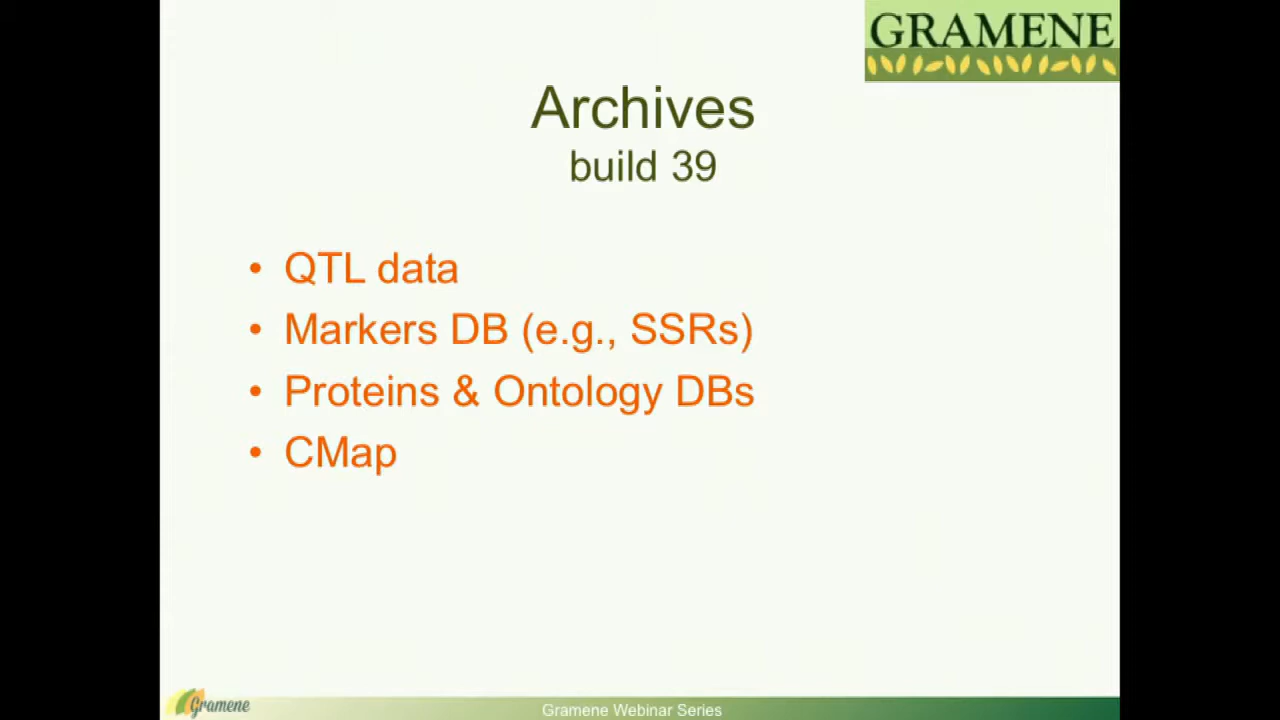 GRAMENE
Archives
build 39
• QTL data
• Markers DB (e.g., SSRs)
• Proteins & Ontology DBs
• CMap
Gramene
Gramene Webinar Series